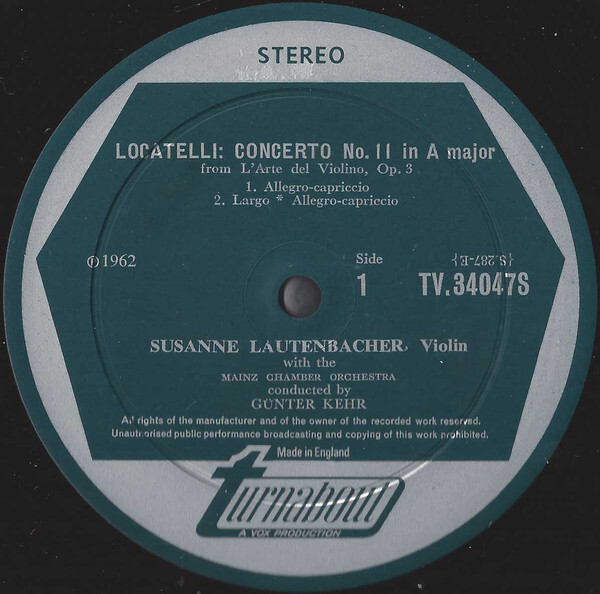 STEREO
LOCATELLI: CONCERTO No. 11 in A major
from L'Arte del Violino, Op. 3
1. Allegro-capriccio
2. Largo * Allegro-capriccio
℗ 1962
Side
1
{S.287-E}
TV.34047S
SUSANNE LAUTENBACHER, Violin
with the
MAINZ CHAMBER ORCHESTRA
conducted by
GÜNTER KEHR
All rights of the manufacturer and of the owner of the recorded work reserved.
Unauthorised public performance broadcasting and copying of this work prohibited.
Made in England
turnabout
A VOX PRODUCTION